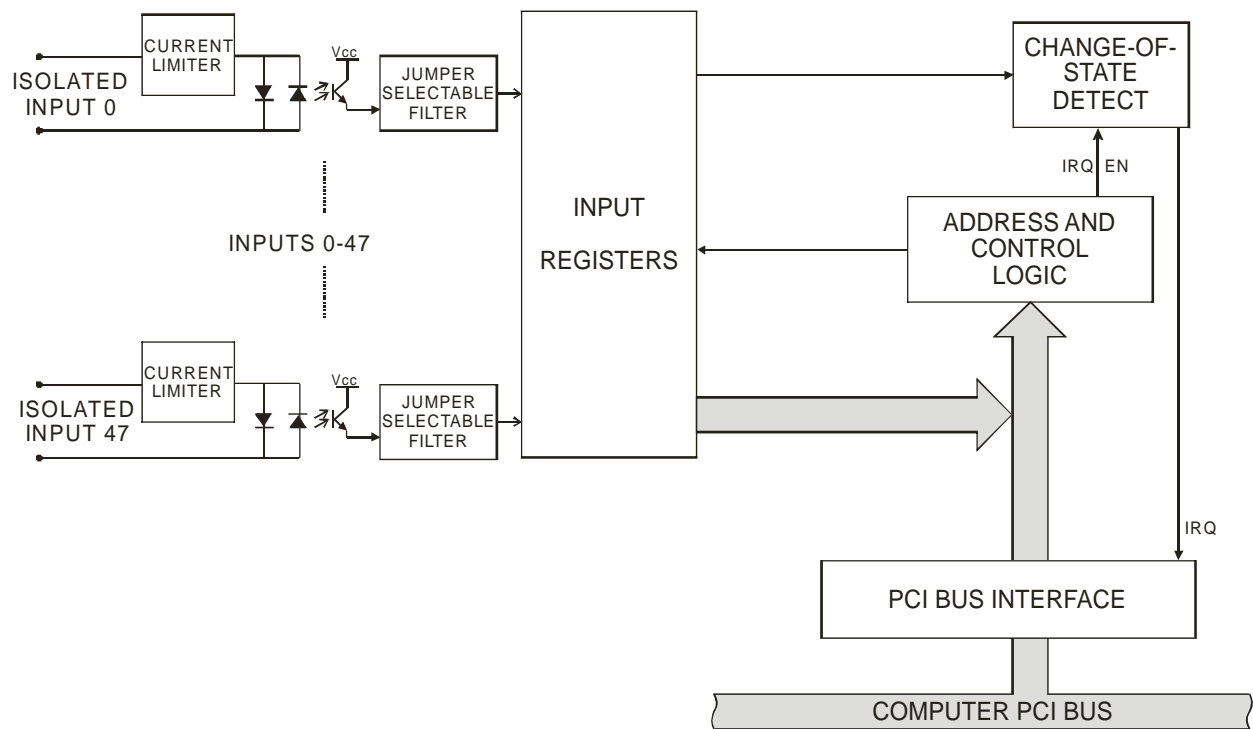 CURRENT
LIMITER
ISOLATED
INPUT 0
Vcc
JUMPER
SELECTABLE
FILTER
INPUTS 0-47
CURRENT
LIMITER
ISOLATED
INPUT 47
Vcc
JUMPER
SELECTABLE
FILTER
INPUT
REGISTERS
CHANGE-OF-
STATE
DETECT
IRQ EN
ADDRESS AND
CONTROL
LOGIC
IRQ
PCI BUS INTERFACE
COMPUTER PCI BUS